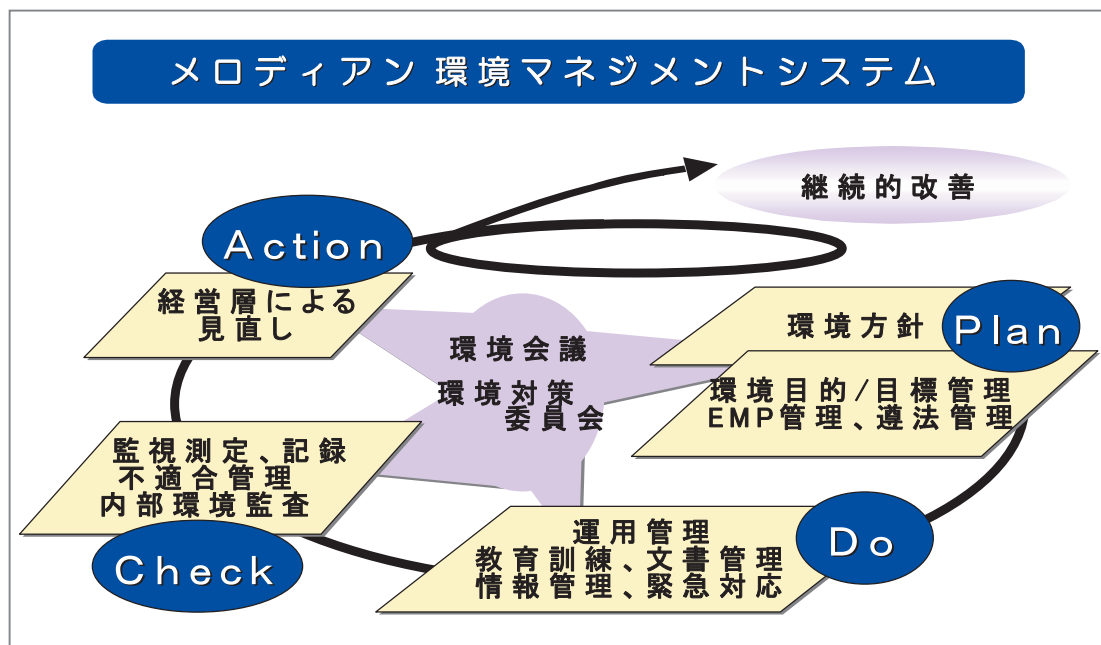 メロディアン 環境マネジメントシステム
継続的改善
Action
経営層による
見直し
環境会議
環境対策
委員会
環境方針
Plan
環境目的/目標管理
EMP管理、遵法管理
監視測定、記録
不適合管理
内部環境監査
Check
運用管理
教育訓練、文書管理
情報管理、緊急対応
Do